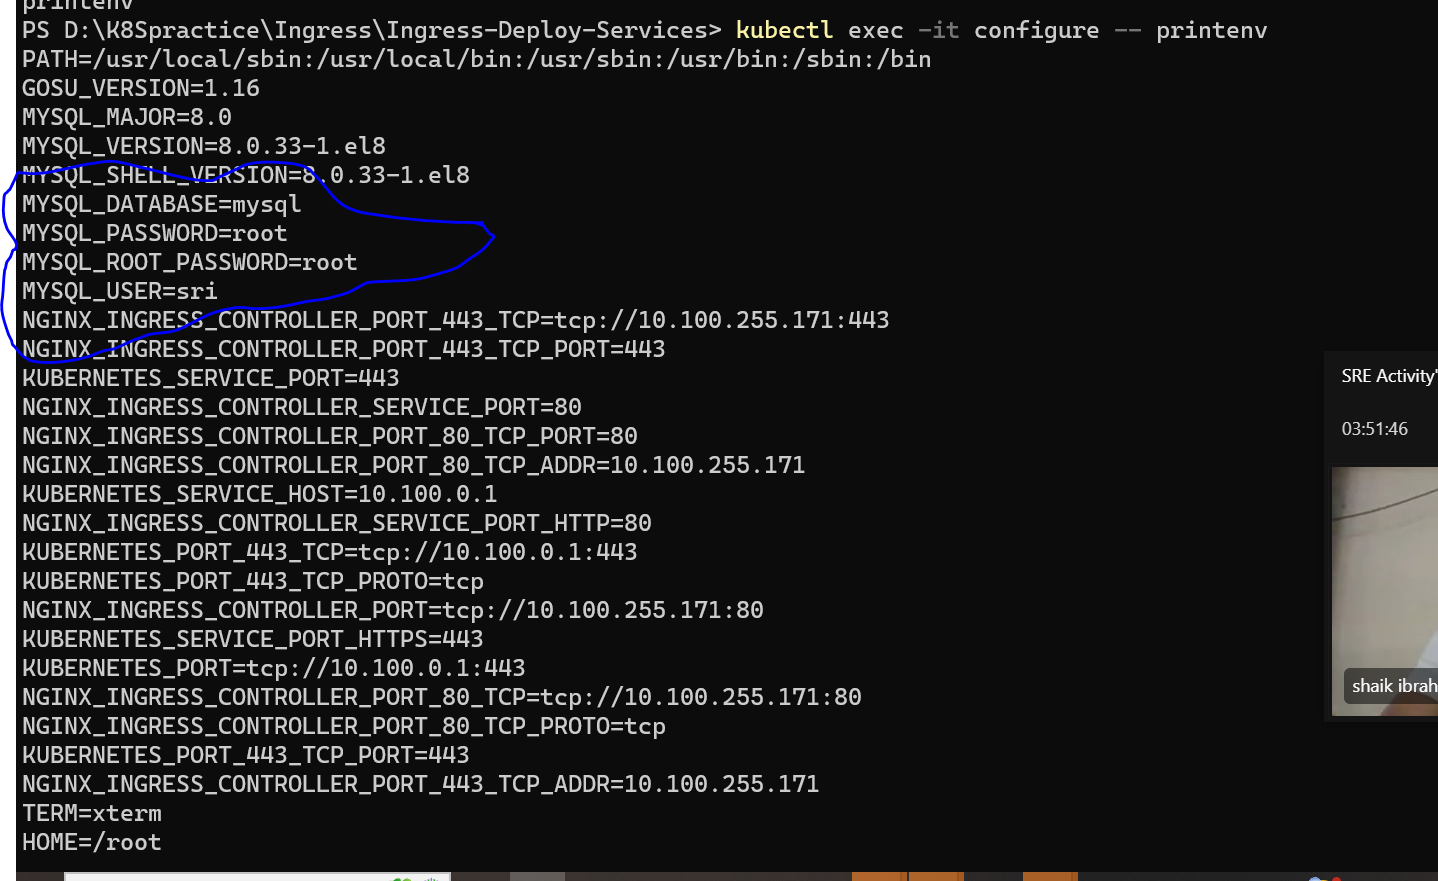 printenv
PS D:\K8Spractice\Ingress\Ingress-Deploy-Services> kubectl exec -it configure -- printenv
PATH=/usr/local/sbin:/usr/local/bin:/usr/sbin:/usr/bin:/sbin:/bin
GOSU_VERSION=1.16
MYSQL_MAJOR=8.0
MYSQL_VERSION=8.0.33-1.el8
MYSQL_SHELL_VERSION=8.0.33-1.el8
MYSQL_DATABASE=mysql
MYSQL_PASSWORD=root
MYSQL_ROOT_PASSWORD=root
MYSQL_USER=sri
NGINX_INGRESS_CONTROLLER_PORT_443_TCP=tcp://10.100.255.171:443
NGINX_INGRESS_CONTROLLER_PORT_443_TCP_PORT=443
KUBERNETES_SERVICE_PORT=443
NGINX_INGRESS_CONTROLLER_SERVICE_PORT=80
NGINX_INGRESS_CONTROLLER_PORT_80_TCP_PORT=80
NGINX_INGRESS_CONTROLLER_PORT_80_TCP_ADDR=10.100.255.171
KUBERNETES_SERVICE_HOST=10.100.0.1
NGINX_INGRESS_CONTROLLER_SERVICE_PORT_HTTP=80
KUBERNETES_PORT_443_TCP=tcp://10.100.0.1:443
KUBERNETES_PORT_443_TCP_PROTO=tcp
NGINX_INGRESS_CONTROLLER_PORT=tcp://10.100.255.171:80
KUBERNETES_SERVICE_PORT_HTTPS=443
KUBERNETES_PORT=tcp://10.100.0.1:443
NGINX_INGRESS_CONTROLLER_PORT_80_TCP=tcp://10.100.255.171:80
NGINX_INGRESS_CONTROLLER_PORT_80_TCP_PROTO=tcp
KUBERNETES_PORT_443_TCP_PORT=443
NGINX_INGRESS_CONTROLLER_PORT_443_TCP_ADDR=10.100.255.171
TERM=xterm
HOME=/root
SRE Activity'
03:51:46
shaik ibrah